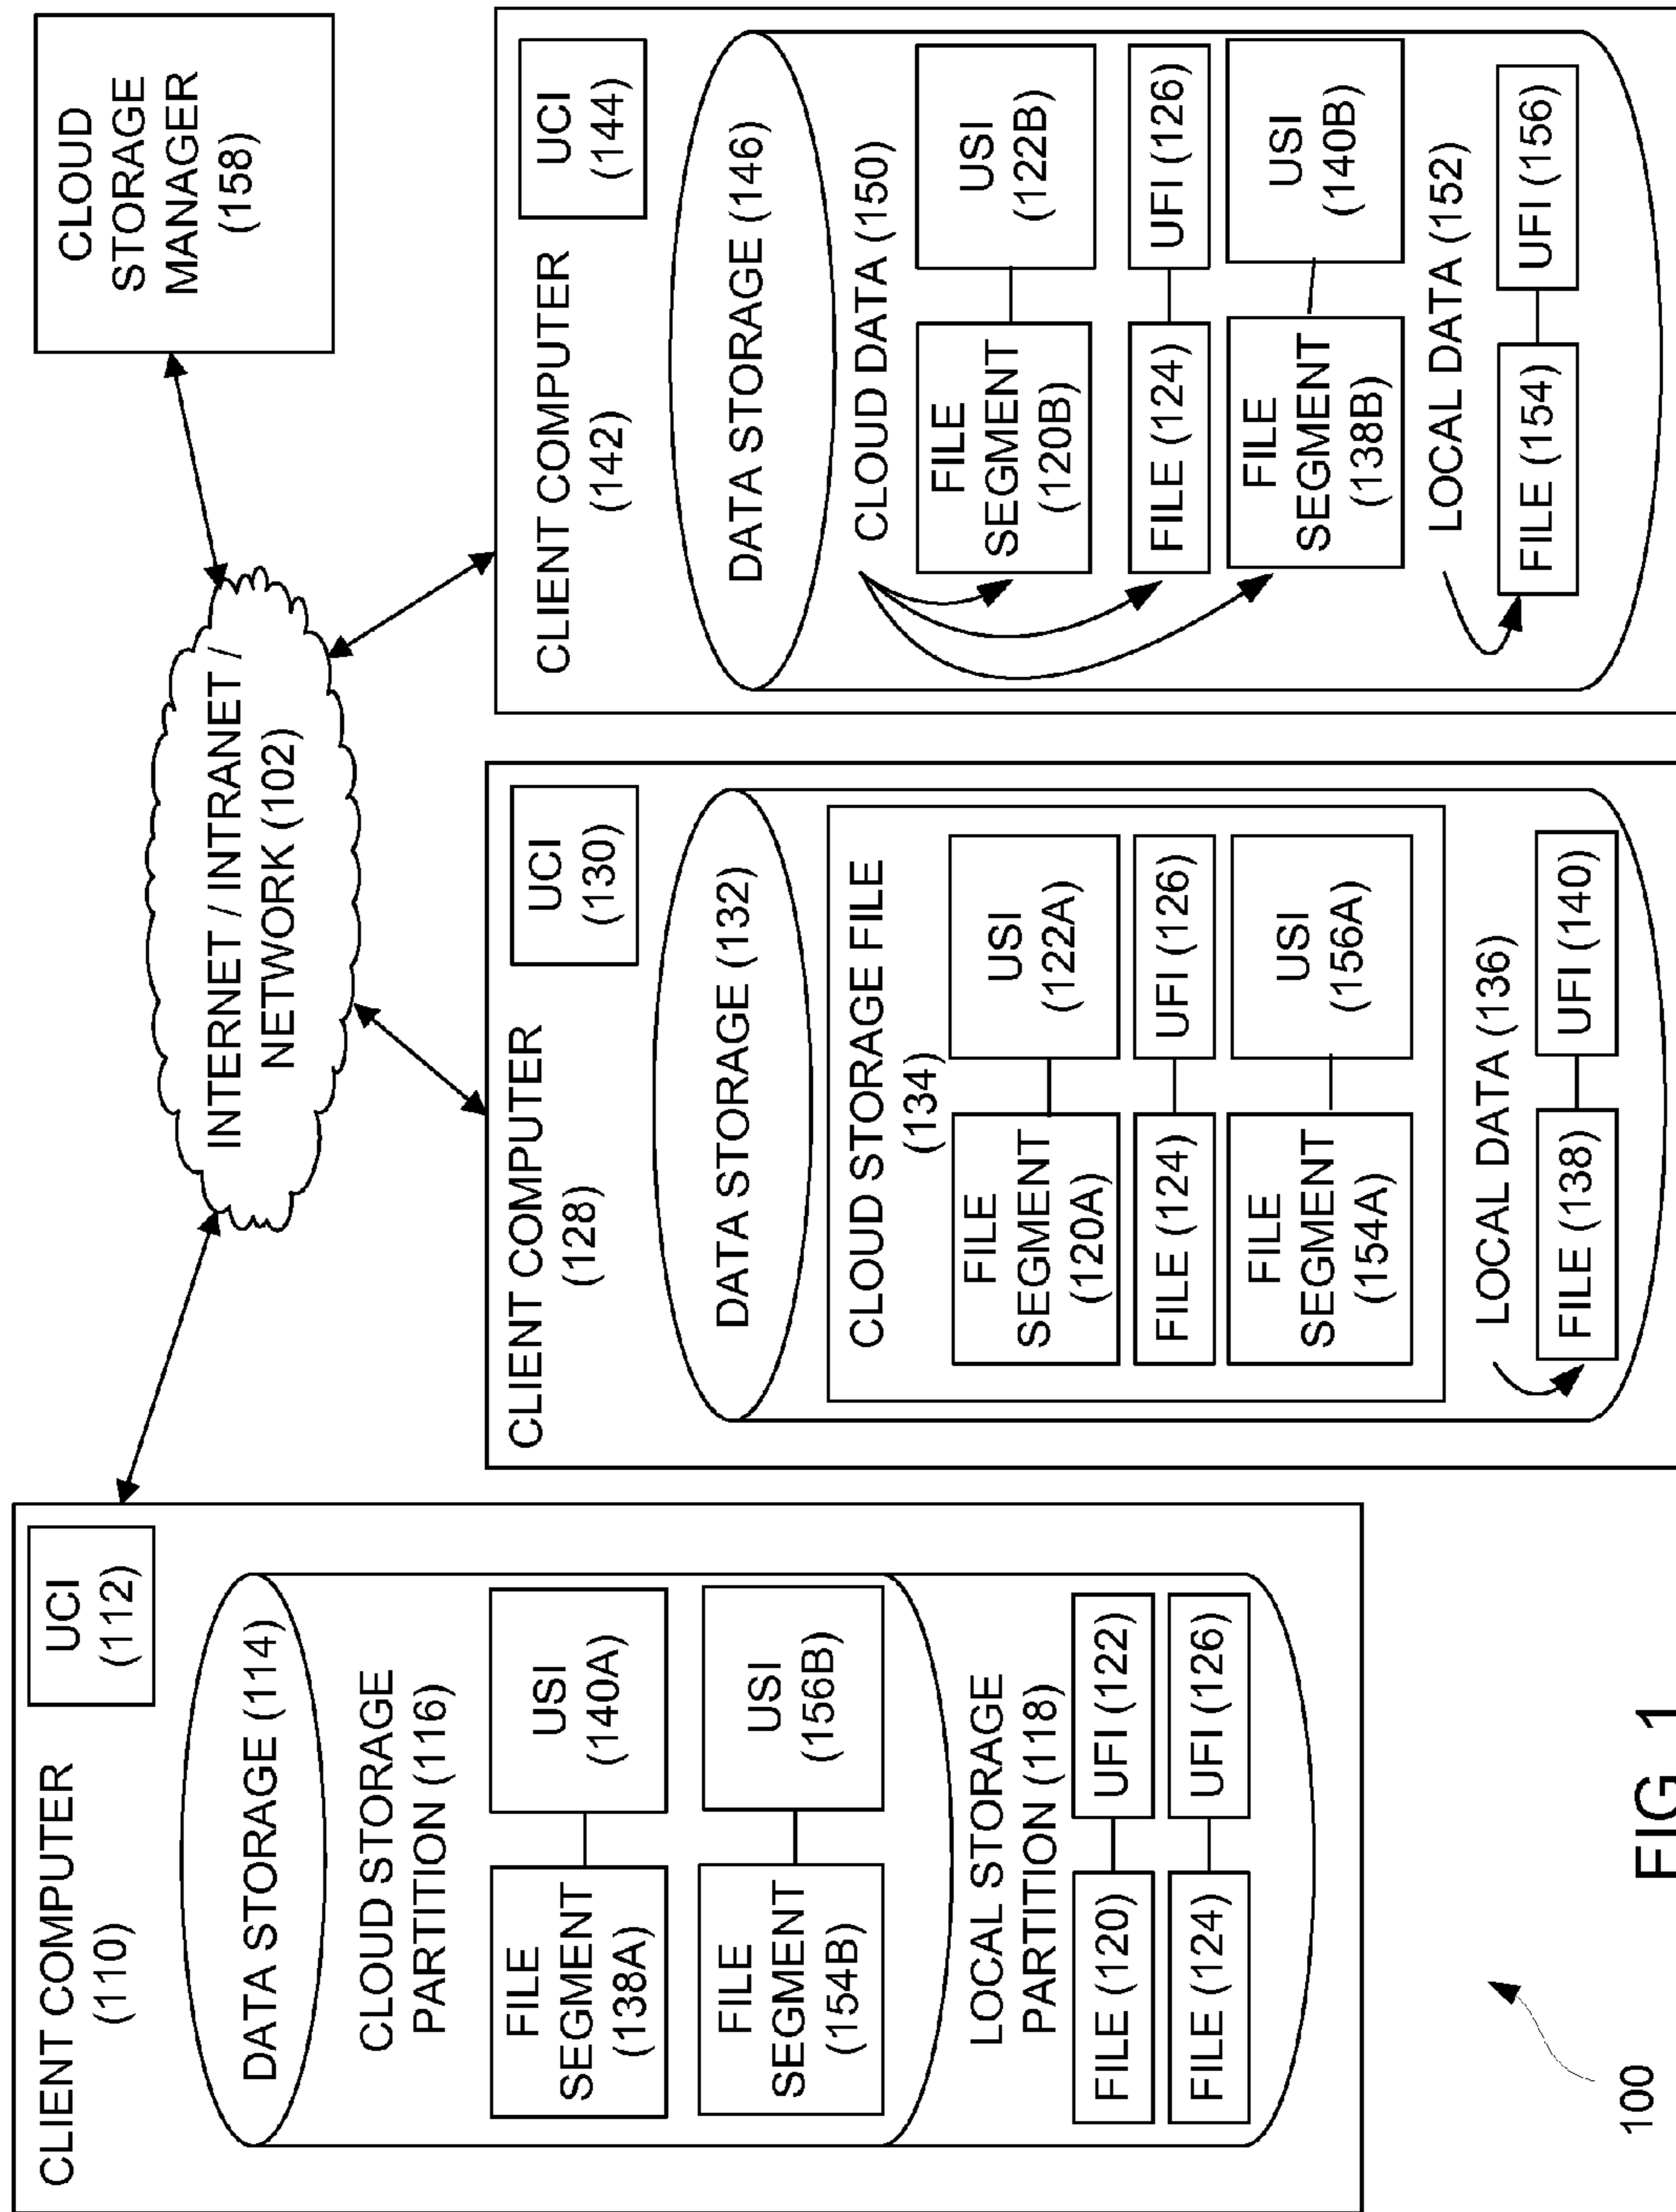 CLOUD
STORAGE
MANAGER
(158)
INTERNET / INTRANET /
NETWORK (102)
CLIENT COMPUTER
(110)
UCI
(112)
DATA STORAGE (114)
CLOUD STORAGE
PARTITION (116)
FILE
SEGMENT
(138A)
USI
(140A)
FILE
SEGMENT
(154B)
USI
(156B)
LOCAL STORAGE
PARTITION (118)
FILE (120)
UFI (122)
FILE (124)
UFI (126)
CLIENT COMPUTER
(128)
UCI
(130)
DATA STORAGE (132)
CLOUD STORAGE FILE
(134)
FILE
SEGMENT
(120A)
USI
(122A)
FILE (124)
UFI (126)
FILE
SEGMENT
(154A)
USI
(156A)
LOCAL DATA (136)
FILE (138)
UFI (140)
CLIENT COMPUTER
(142)
UCI
(144)
DATA STORAGE (146)
CLOUD DATA (150)
FILE
SEGMENT
(120B)
USI
(122B)
FILE (124)
UFI (126)
FILE
SEGMENT
(138B)
USI
(140B)
LOCAL DATA (152)
FILE (154)
UFI (156)
100
FIG. 1